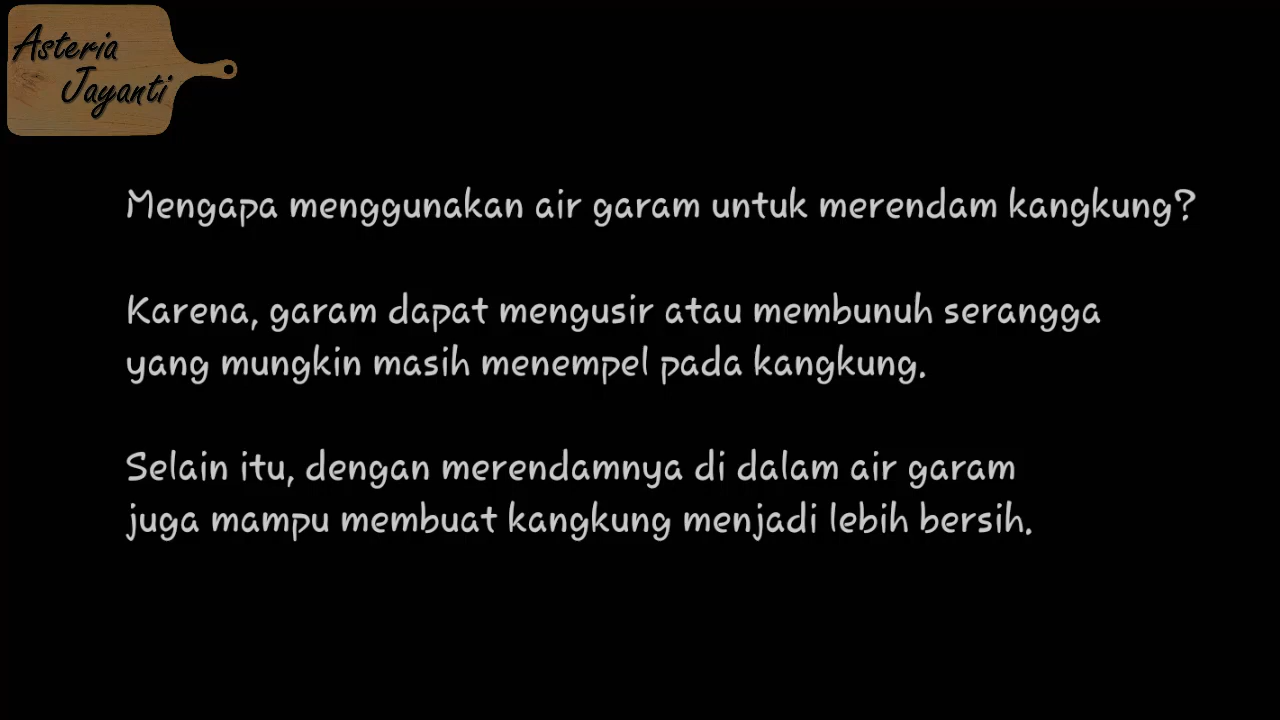 Asteria
Jayanti
Mengapa menggunakan air garam untuk merendam kangkung?
Karena, garam dapat mengusir atau membunuh serangga
yang mungkin masih menempel pada kangkung.
Selain itu, dengan merendamnya di dalam air garam
juga mampu membuat kangkung menjadi lebih bersih.